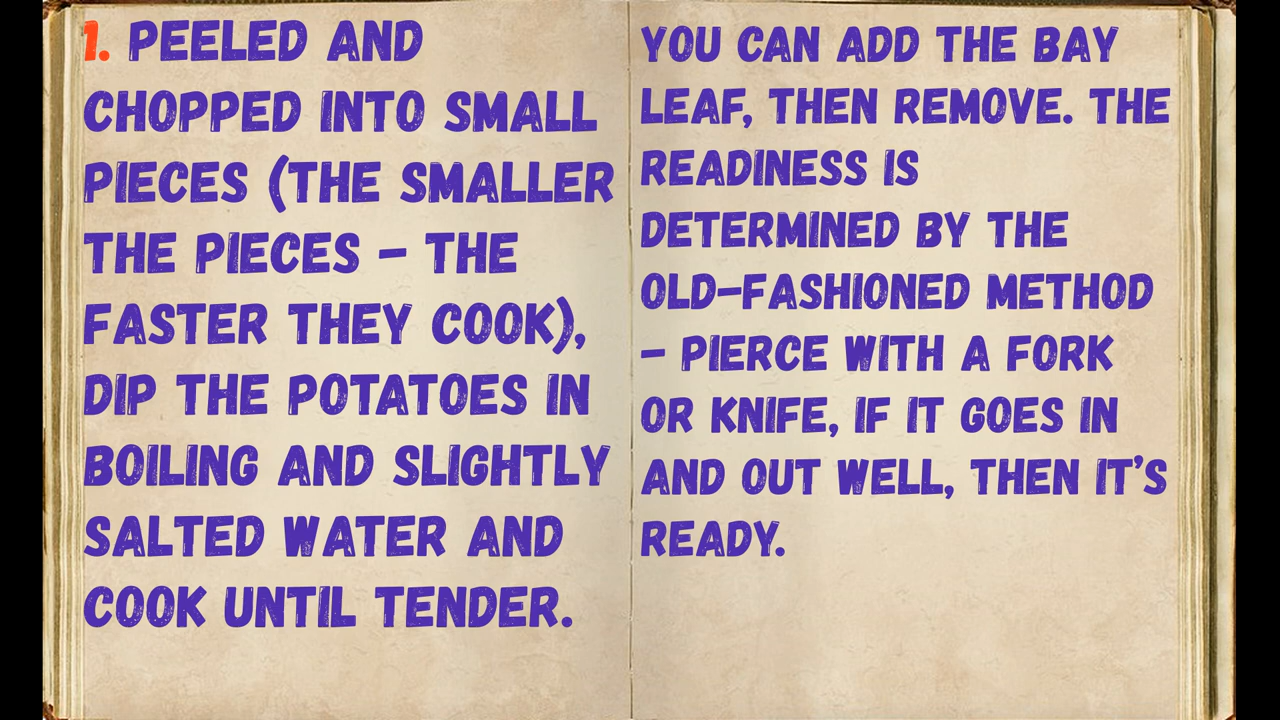 1. PEELED AND
CHOPPED INTO SMALL
PIECES (THE SMALLER
THE PIECES – THE
FASTER THEY COOK),
DIP THE POTATOES IN
BOILING AND SLIGHTLY
SALTED WATER AND
COOK UNTIL TENDER.
YOU CAN ADD THE BAY
LEAF, THEN REMOVE. THE
READINESS IS
DETERMINED BY THE
OLD-FASHIONED METHOD
– PIERCE WITH A FORK
OR KNIFE, IF IT GOES IN
AND OUT WELL, THEN IT’S
READY.